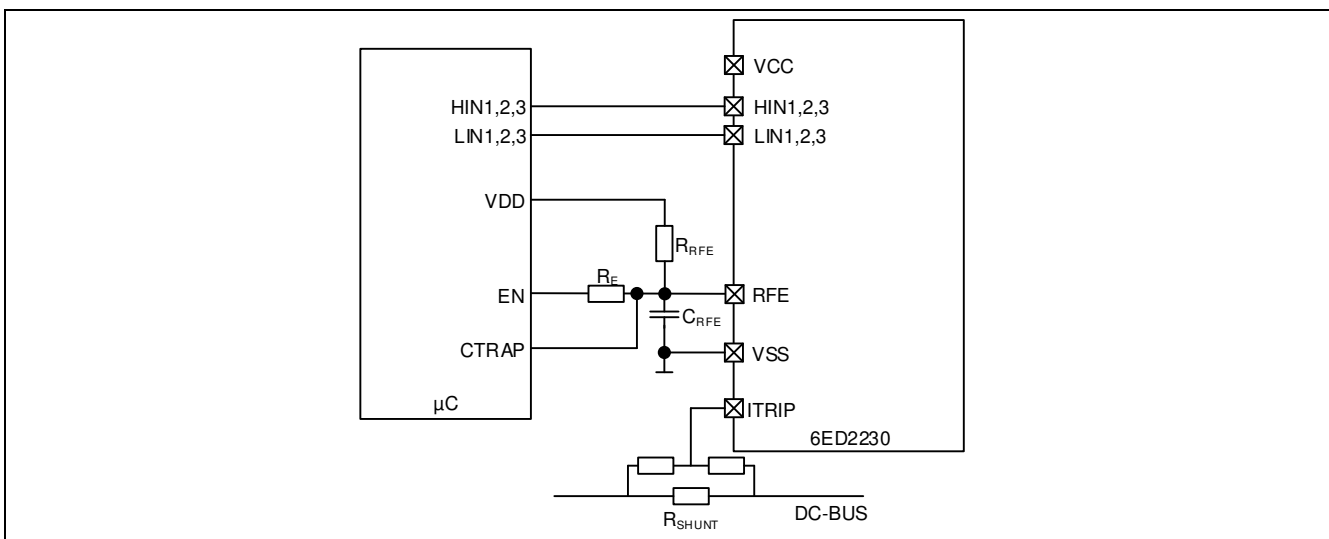 VCC
HIN1,2,3
HIN1,2,3
LIN1,2,3
LIN1,2,3
VDD
RRFE
RE
EN
RFE
CRFE
CTRAP
VSS
µC
ITRIP
6ED2230
RSHUNT
DC-BUS